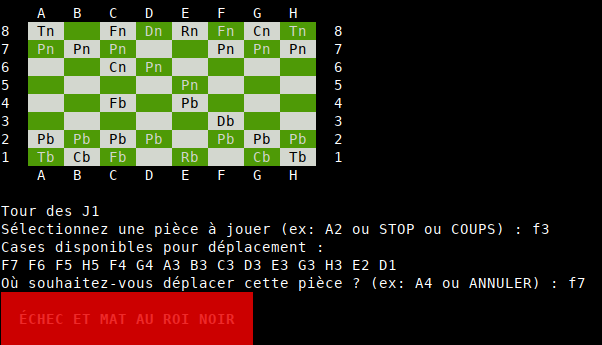 A B C D E F G H
8 Tn Fn Dn Rn Fn Cn Tn 8
7 Pn Pn Pn Pn Pn Pn 7
6 Cn Pn 6
5 Pn 5
4 Fb Pb 4
3 Db 3
2 Pb Pb Pb Pb Pb Pb Pb 2
1 Tb Cb Fb Rb Cb Tb 1
A B C D E F G H
Tour des J1
Sélectionnez une pièce à jouer (ex: A2 ou STOP ou COUPS) : f3
Cases disponibles pour déplacement :
F7 F6 F5 H5 F4 G4 A3 B3 C3 D3 E3 G3 H3 E2 D1
Où souhaitez-vous déplacer cette pièce ? (ex: A4 ou ANNULER) : f7
ÉCHEC ET MAT AU ROI NOIR